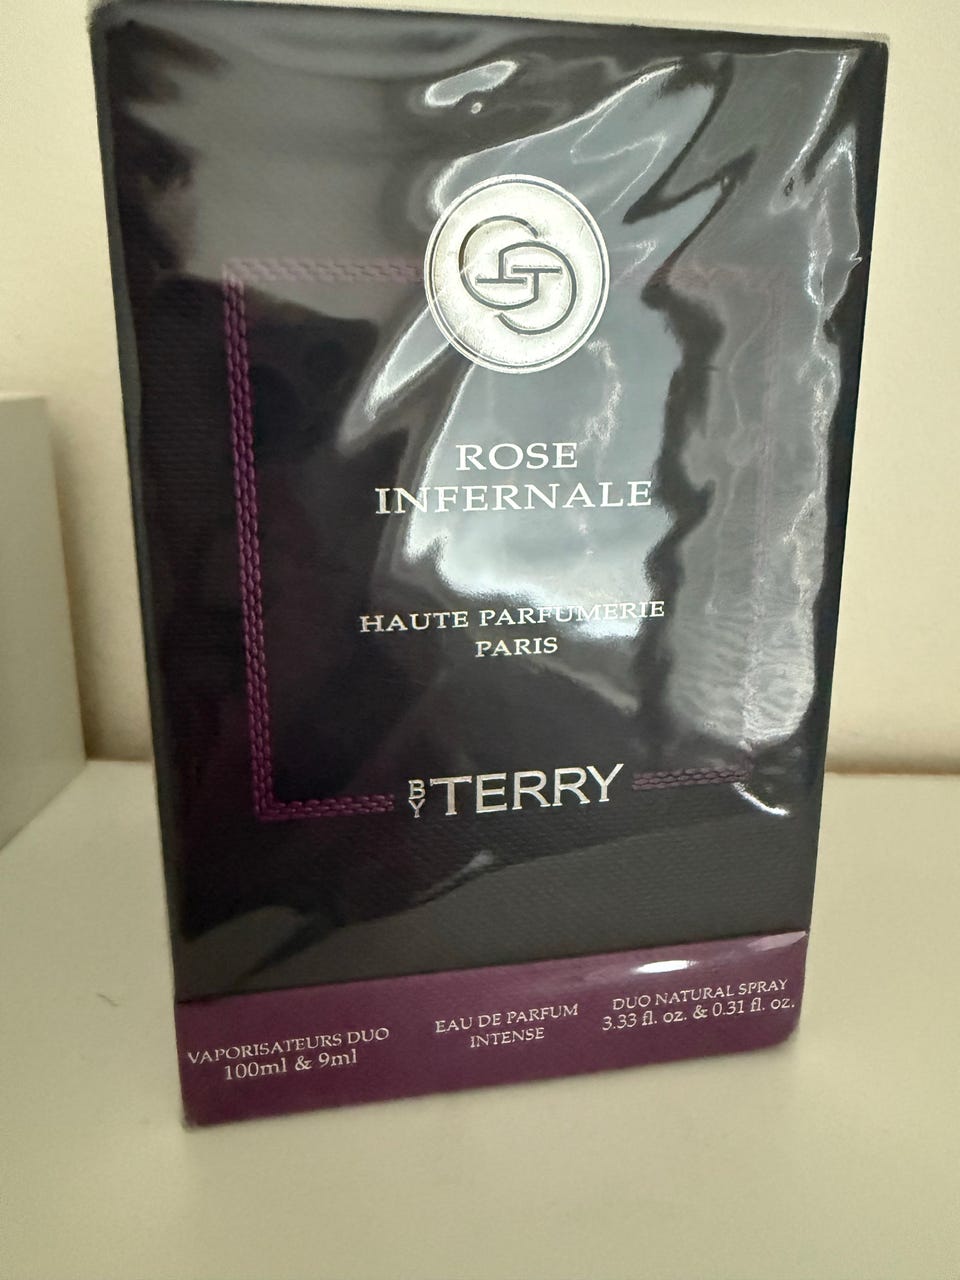 ROSE
INFERNALE
HAUTE PARFUMERIE
PARIS
BY TERRY
VAPORISATEURS DUO
100ml & 9ml
EAU DE PARFUM
INTENSE
DUO NATURAL SPRAY
3.33 fl. oz. & 0.31 fl. oz.